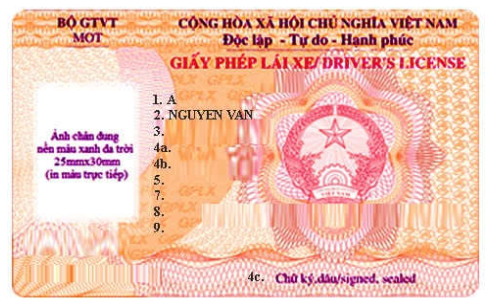 BỘ GTVT
MOT
CỘNG HÒA XÃ HỘI CHỦ NGHĨA VIỆT NAM
Độc lập - Tự do - Hạnh phúc
GIẤY PHÉP LÁI XE/ DRIVER'S LICENSE
1. A
2. NGUYEN VAN
3.
4a.
4b.
5.
7.
8.
9.
Ảnh chân dung
nền màu xanh da trời
25mmx30mm
(in màu trực tiếp)
4c. Chữ ký,dấu/signed, sealed